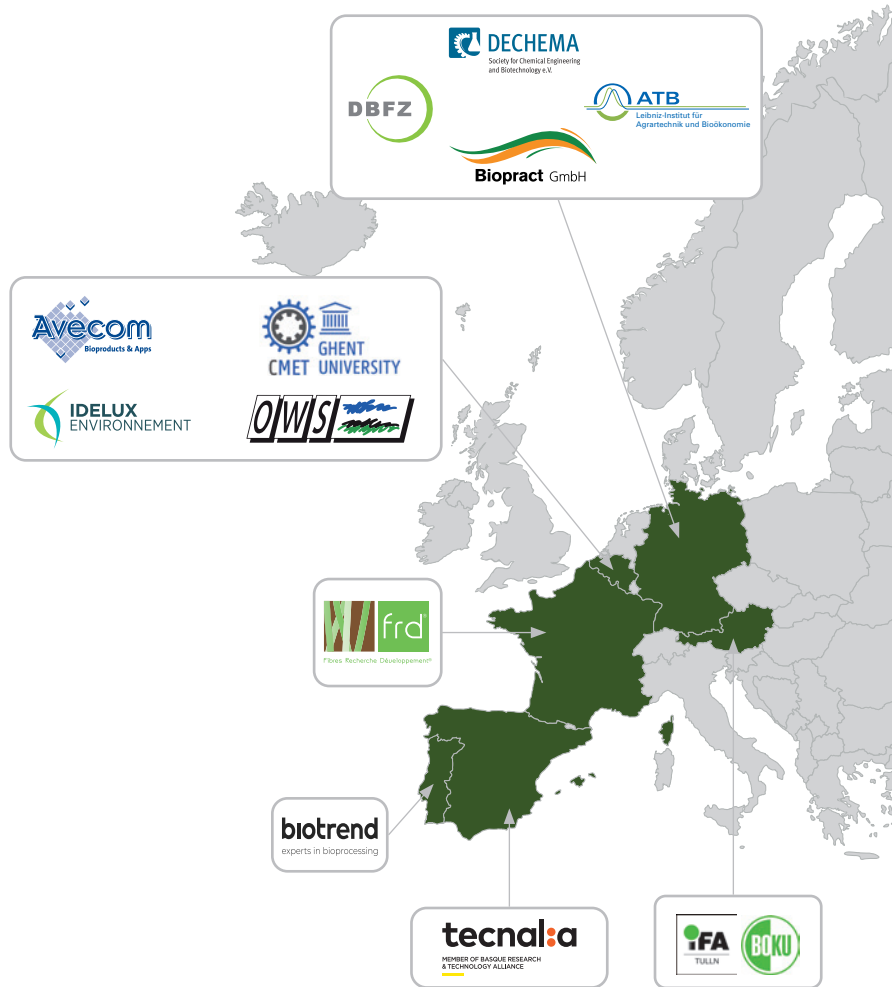 DECHEMA
Society for Chemical Engineering
and Biotechnology e.V.
DBFZ
ATB
Leibniz-Institut für
Agrartechnik und Bioökonomie
Biopract GmbH
Avecom
Bioproducts & Apps
CMET
GHENT
UNIVERSITY
IDELUX
ENVIRONNEMENT
OWS
frd®
Fibres Recherche Développement®
biotrend
experts in bioprocessing
tecnal:a
MEMBER OF BASQUE RESEARCH
& TECHNOLOGY ALLIANCE
iFA
TULLN
BOKU